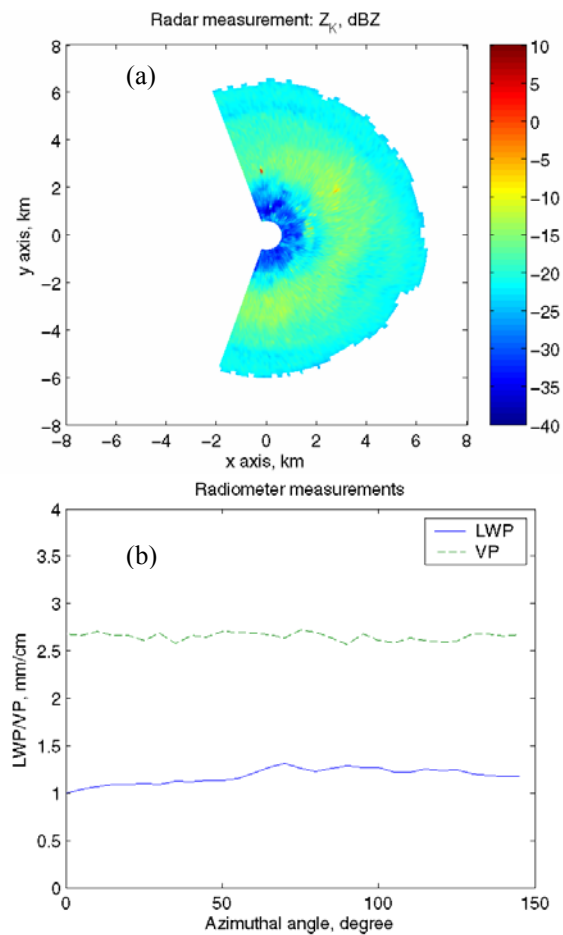 Radar measurement: Z_K, dBZ
(a)
8
6
4
2
0
−2
−4
−6
−8
y axis, km
−8 −6 −4 −2 0 2 4 6 8
x axis, km
10
5
0
−5
−10
−15
−20
−25
−30
−35
−40
Radiometer measurements
(b)
LWP
VP
4
3.5
3
2.5
2
1.5
1
0.5
0
LWP/VP, mm/cm
0 50 100 150
Azimuthal angle, degree